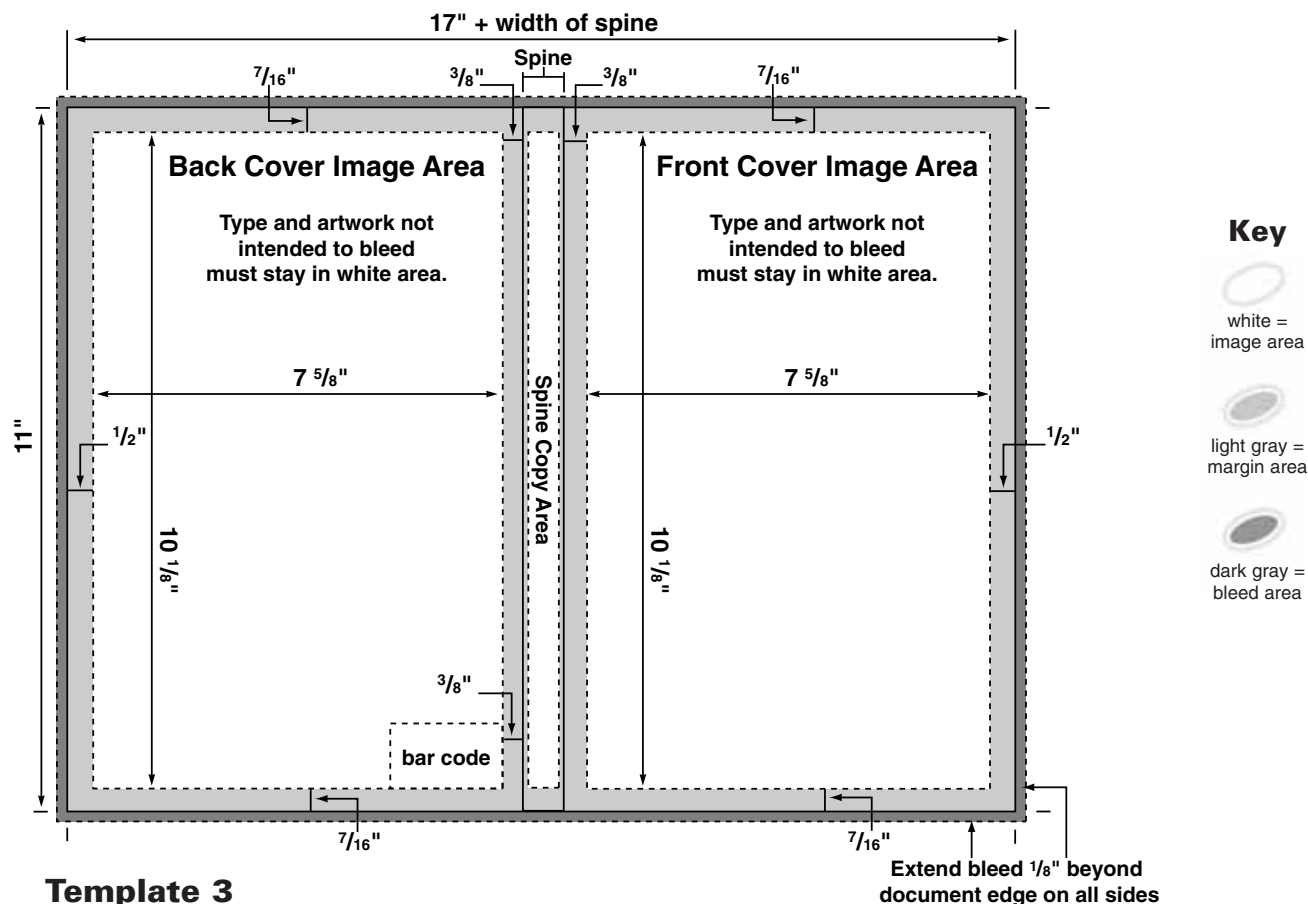 17" + width of spine
Spine
7/16"
3/8"
3/8"
7/16"
Back Cover Image Area
Type and artwork not
intended to bleed
must stay in white area.
Front Cover Image Area
Type and artwork not
intended to bleed
must stay in white area.
7 5/8"
7 5/8"
11"
1/2"
1/2"
10 1/8"
Spine Copy Area
10 1/8"
3/8"
bar code
7/16"
7/16"
Extend bleed 1/8" beyond
document edge on all sides
Template 3
Key
white =
image area
light gray =
margin area
dark gray =
bleed area